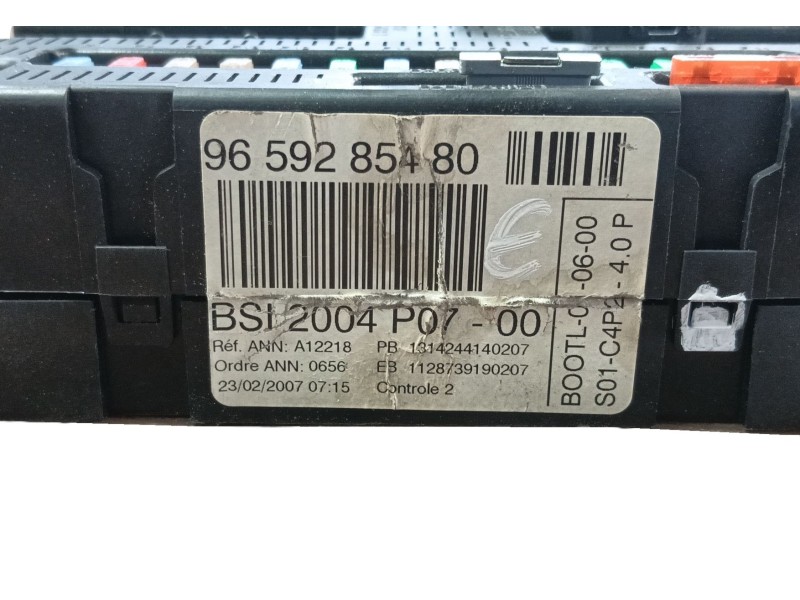 96 592 854 80
BSI 2004 P07 - 00
Réf. ANN: A12218 PB 1314244140207
Ordre ANN: 0656 EB 1128739190207
23/02/2007 07:15 Controle 2
E
-06-00
S01-C4P2 - 4.0 P